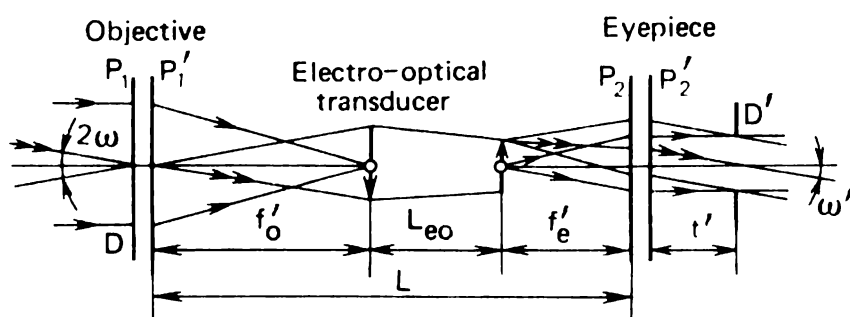 Objective
Eyepiece
P₁ P₁′
Electro-optical
transducer
P₂ P₂′
2ω
D′
ω′
D
f′ₒ
Lₑₒ
f′ₑ
t′
L